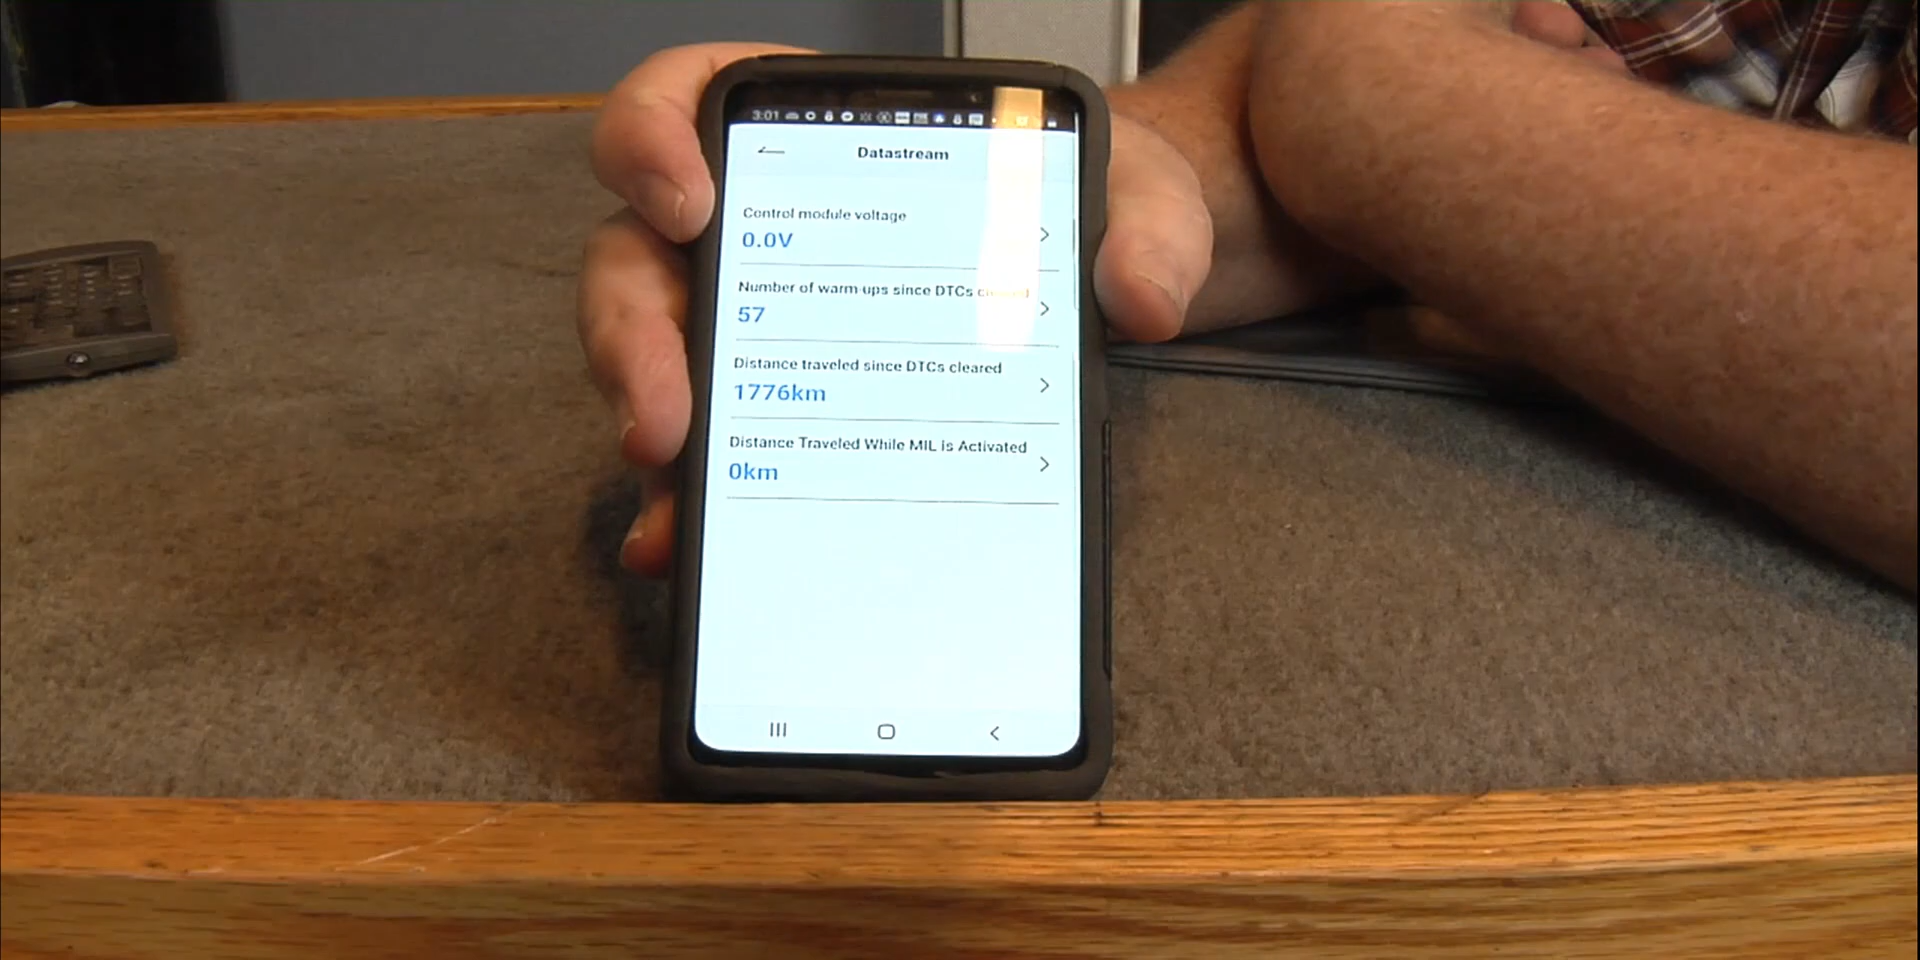 3:01
Datastream
Control module voltage
0.0V
Number of warm-ups since DTCs cleared
57
Distance traveled since DTCs cleared
1776km
Distance Traveled While MIL is Activated
0km